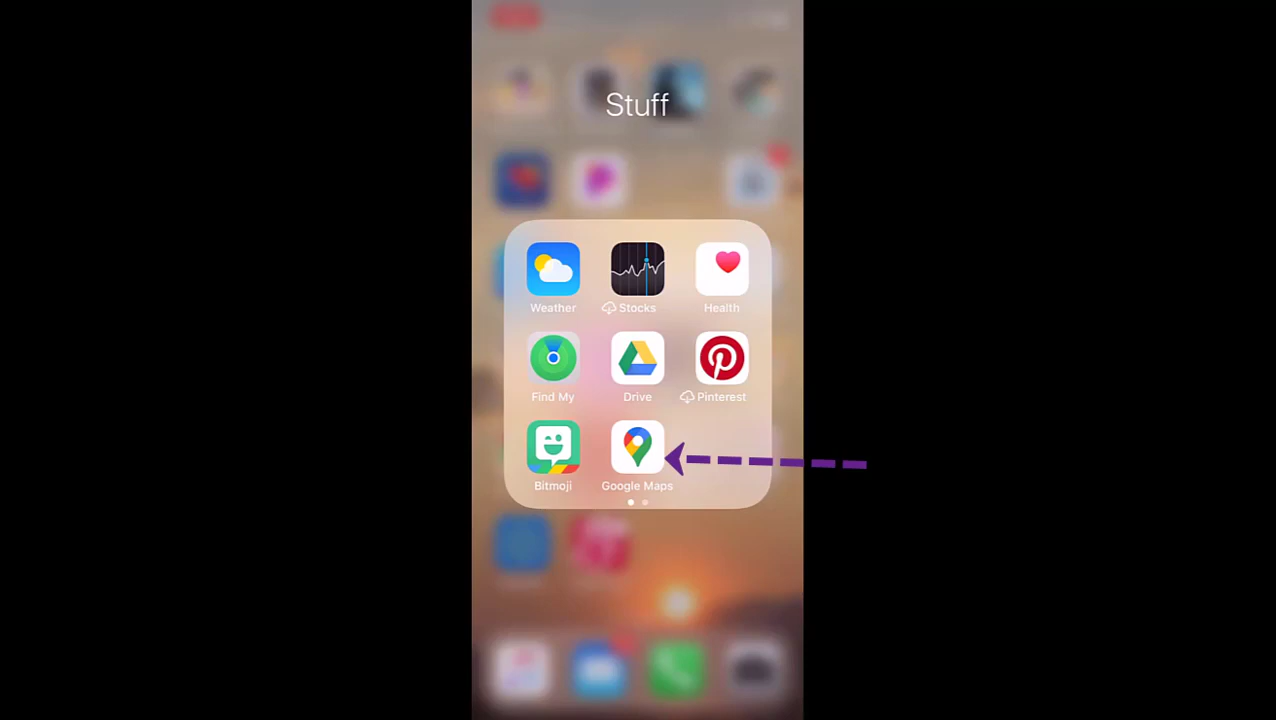 Stuff
Weather
Stocks
Health
Find My
Drive
Pinterest
Bitmoji
Google Maps